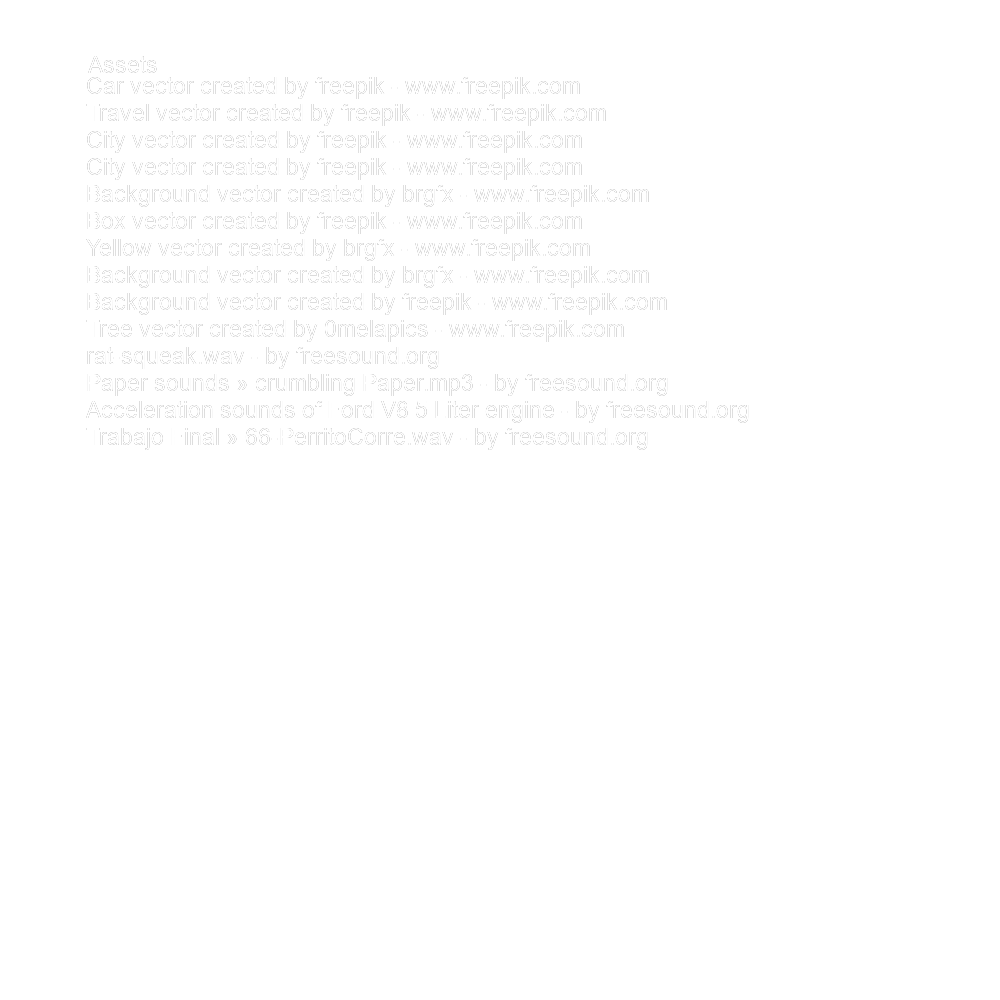 Assets
Car vector created by freepik - www.freepik.com
Travel vector created by freepik - www.freepik.com
City vector created by freepik - www.freepik.com
City vector created by freepik - www.freepik.com
Background vector created by brgfx - www.freepik.com
Box vector created by freepik - www.freepik.com
Yellow vector created by brgfx - www.freepik.com
Background vector created by brgfx - www.freepik.com
Background vector created by freepik - www.freepik.com
Tree vector created by 0melapics - www.freepik.com
rat-squeak.wav - by freesound.org
Paper sounds » crumbling Paper.mp3 - by freesound.org
Acceleration sounds of Ford V8 5 Liter engine - by freesound.org
Trabajo Final » 66-PerritoCorre.wav - by freesound.org